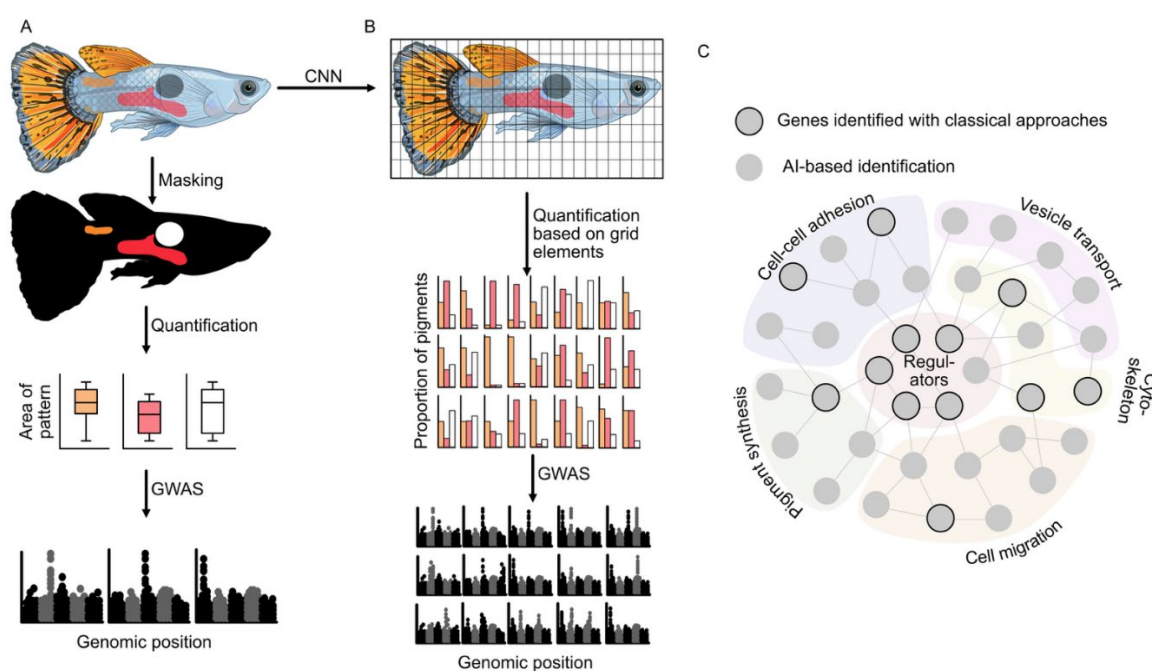 A
Masking
Quantification
Area of
pattern
GWAS
Genomic position
CNN
B
Quantification
based on grid
elements
Proportion of pigments
GWAS
Genomic position
C
Genes identified with classical approaches
AI-based identification
Cell-cell adhesion
Vesicle transport
Regul-
ators
Cyto-
skeleton
Pigment synthesis
Cell migration